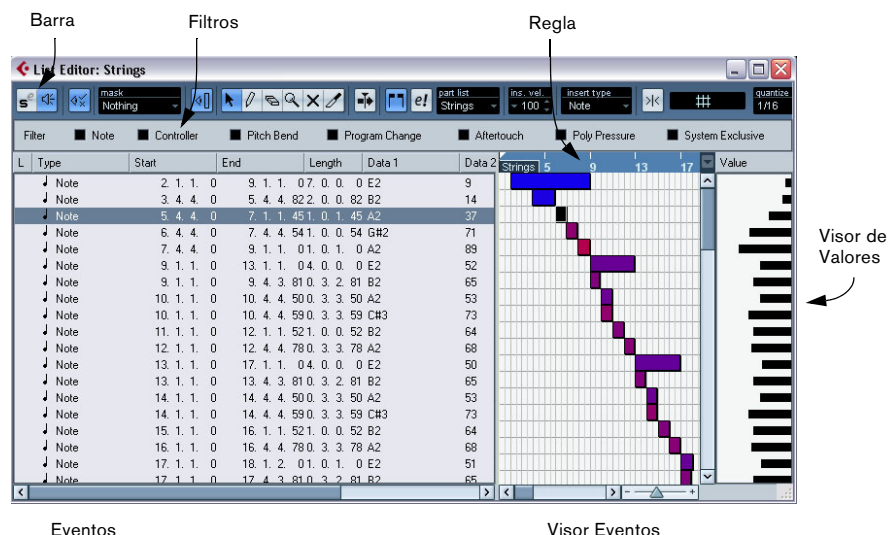 Barra Filtros Regla
List Editor: Strings
mask part list ins. vel. insert type quantize
Nothing Strings 100 Note 1/16
Filter Note Controller Pitch Bend Program Change Aftertouch Poly Pressure System Exclusive
L Type Start End Length Data 1 Data 2 Strings 5 9 13 17 Value
Note 2. 1. 1. 0 9. 1. 1. 0 7. 0. 0. 0 E2 9
Note 3. 4. 4. 0 5. 4. 4. 82 2. 0. 0. 82 B2 14
Note 5. 4. 4. 0 7. 1. 1. 45 1. 0. 1. 45 A2 37
Note 6. 4. 4. 0 7. 4. 4. 54 1. 0. 0. 54 G#2 71
Note 7. 4. 4. 0 9. 1. 1. 0 1. 0. 1. 0 A2 89
Note 9. 1. 1. 0 13. 1. 1. 0 4. 0. 0. 0 E2 52
Note 9. 1. 1. 0 9. 4. 3. 81 0. 3. 2. 81 B2 65
Note 10. 1. 1. 0 10. 4. 4. 50 0. 3. 3. 50 A2 53
Note 10. 1. 1. 0 10. 4. 4. 59 0. 3. 3. 59 C#3 73
Note 11. 1. 1. 0 12. 1. 1. 52 1. 0. 0. 52 B2 64
Note 12. 1. 1. 0 12. 4. 4. 78 0. 3. 3. 78 A2 68
Note 13. 1. 1. 0 17. 1. 1. 0 4. 0. 0. 0 E2 50
Note 13. 1. 1. 0 13. 4. 3. 81 0. 3. 2. 81 B2 65
Note 14. 1. 1. 0 14. 4. 4. 50 0. 3. 3. 50 A2 53
Note 14. 1. 1. 0 14. 4. 4. 59 0. 3. 3. 59 C#3 73
Note 15. 1. 1. 0 16. 1. 1. 52 1. 0. 0. 52 B2 64
Note 16. 1. 1. 0 16. 4. 4. 78 0. 3. 3. 78 A2 68
Note 17. 1. 1. 0 18. 1. 2. 0 1. 0. 1. 0 E2 51
Note 17. 1. 1. 0 17. 4. 3. 81 0. 3. 2. 81 B2 65
Visor de
Valores
Eventos Visor Eventos